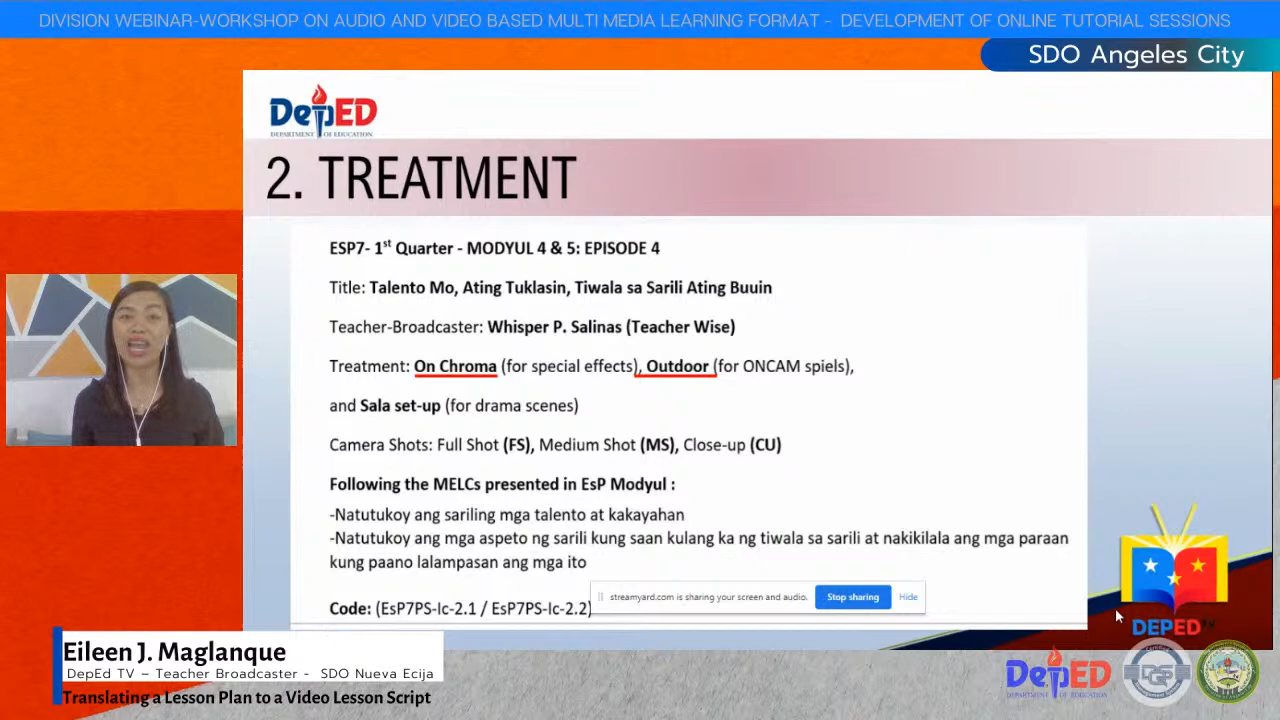 DIVISION WEBINAR-WORKSHOP ON AUDIO AND VIDEO BASED MULTI MEDIA LEARNING FORMAT - DEVELOPMENT OF ONLINE TUTORIAL SESSIONS
SDO Angeles City
DepED
DEPARTMENT OF EDUCATION
2. TREATMENT
ESP7- 1st Quarter - MODYUL 4 & 5: EPISODE 4
Title: Talento Mo, Ating Tuklasin, Tiwala sa Sarili Ating Buuin
Teacher-Broadcaster: Whisper P. Salinas (Teacher Wise)
Treatment: On Chroma (for special effects), Outdoor (for ONCAM spiels),
and Sala set-up (for drama scenes)
Camera Shots: Full Shot (FS), Medium Shot (MS), Close-up (CU)
Following the MELCs presented in EsP Modyul :
-Natutukoy ang sariling mga talento at kakayahan
-Natutukoy ang mga aspeto ng sarili kung saan kulang ka ng tiwala sa sarili at nakikilala ang mga paraan
kung paano lalampasan ang mga ito
streamyard.com is sharing your screen and audio. Stop sharing Hide
Code: (EsP7PS-Ic-2.1 / EsP7PS-Ic-2.2)
DEPED
Eileen J. Maglanque
DepEd TV – Teacher Broadcaster - SDO Nueva Ecija
Translating a Lesson Plan to a Video Lesson Script
DepED
DEPARTMENT OF EDUCATION